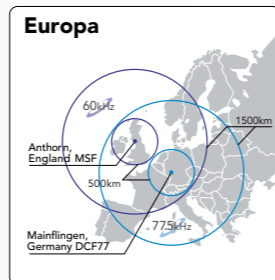 Europa
60kHz
1500km
Anthorn,
England MSF
500km
Mainflingen,
Germany DCF77
77.5kHz